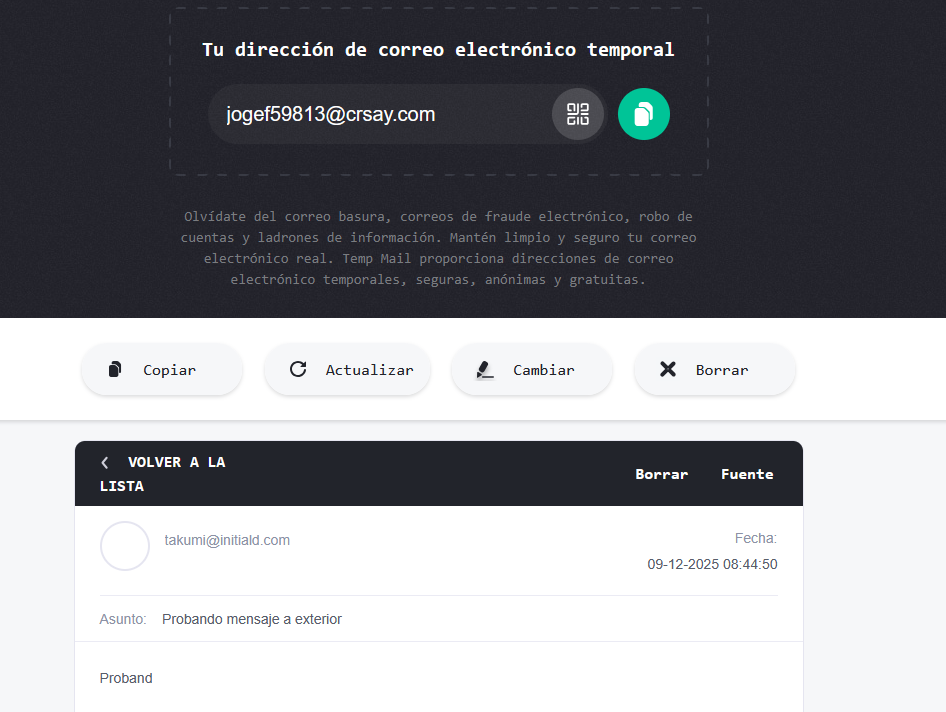 Tu dirección de correo electrónico temporal
jogef59813@crsay.com
Olvídate del correo basura, correos de fraude electrónico, robo de
cuentas y ladrones de información. Mantén limpio y seguro tu correo
electrónico real. Temp Mail proporciona direcciones de correo
electrónico temporales, seguras, anónimas y gratuitas.
Copiar
Actualizar
Cambiar
Borrar
VOLVER A LA
LISTA
Borrar
Fuente
takumi@initiald.com
Fecha:
09-12-2025 08:44:50
Asunto: Probando mensaje a exterior
Proband